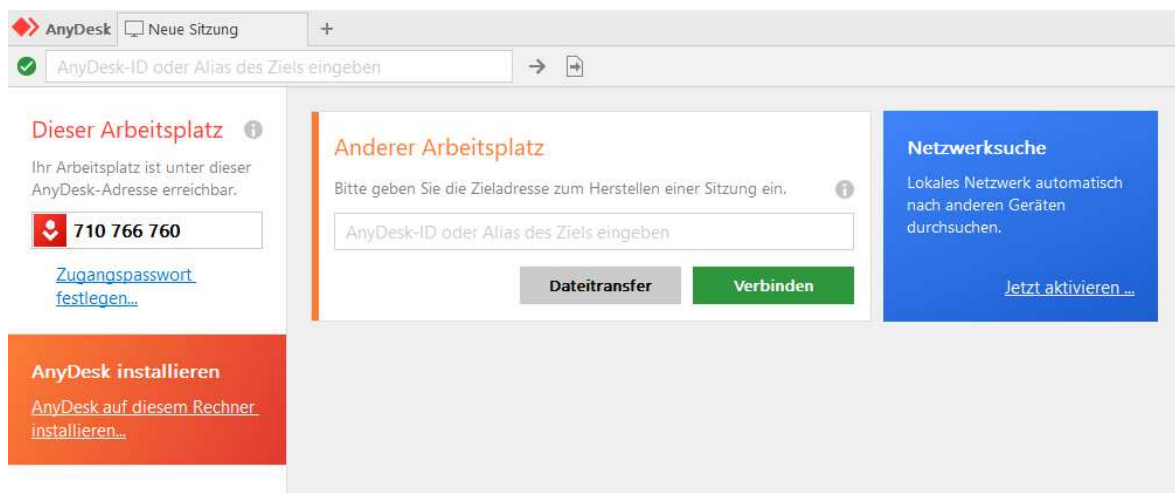 AnyDesk
Neue Sitzung
+
AnyDesk-ID oder Alias des Ziels eingeben
Dieser Arbeitsplatz
Ihr Arbeitsplatz ist unter dieser
AnyDesk-Adresse erreichbar.
710 766 760
Zugangspasswort
festlegen...
AnyDesk installieren
AnyDesk auf diesem Rechner
installieren...
Anderer Arbeitsplatz
Bitte geben Sie die Zieladresse zum Herstellen einer Sitzung ein.
AnyDesk-ID oder Alias des Ziels eingeben
Dateitransfer
Verbinden
Netzwerksuche
Lokales Netzwerk automatisch
nach anderen Geräten
durchsuchen.
Jetzt aktivieren ...